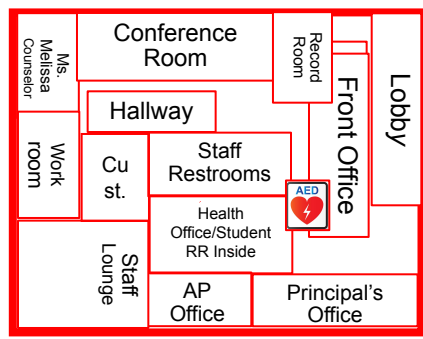 Ms.
Melissa
Counselor
Conference
Room
Record
Room
Front Office
Lobby
Hallway
Work
room
Cu
st.
Staff
Restrooms
AED
Health
Office/Student
RR Inside
Staff
Lounge
AP
Office
Principal's
Office